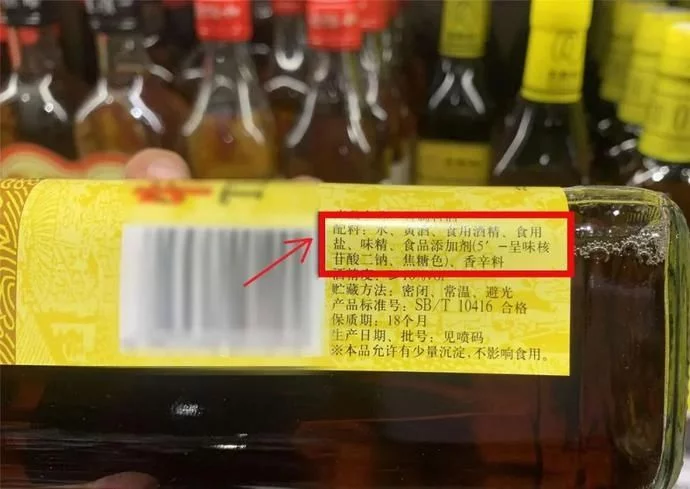 配料：水、黄酒、食用酒精、食用
盐、味精、食品添加剂(5′-呈味核
苷酸二钠、焦糖色)、香辛料
贮藏方法：密闭、常温、避光
产品标准号：SB/T 10416 合格
保质期：18个月
生产日期、批号：见喷码
※本品允许有少量沉淀,不影响食用。